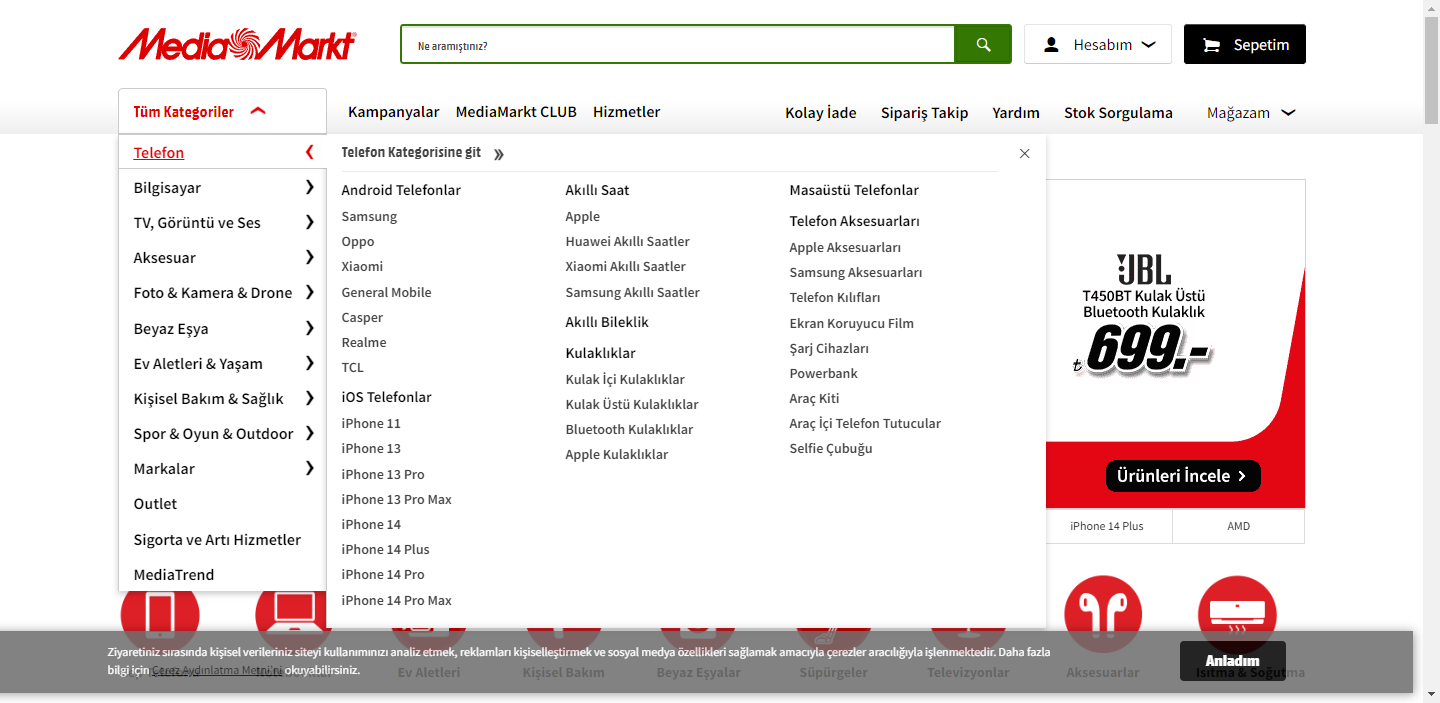 MediaMarkt
Ne aramıştınız?
Hesabım
Sepetim
Tüm Kategoriler
Kampanyalar
MediaMarkt CLUB
Hizmetler
Kolay İade
Sipariş Takip
Yardım
Stok Sorgulama
Mağazam
Telefon
Bilgisayar
TV, Görüntü ve Ses
Aksesuar
Foto & Kamera & Drone
Beyaz Eşya
Ev Aletleri & Yaşam
Kişisel Bakım & Sağlık
Spor & Oyun & Outdoor
Markalar
Outlet
Sigorta ve Artı Hizmetler
MediaTrend
Telefon Kategorisine git »
Android Telefonlar
Samsung
Oppo
Xiaomi
General Mobile
Casper
Realme
TCL
iOS Telefonlar
iPhone 11
iPhone 13
iPhone 13 Pro
iPhone 13 Pro Max
iPhone 14
iPhone 14 Plus
iPhone 14 Pro
iPhone 14 Pro Max
Akıllı Saat
Apple
Huawei Akıllı Saatler
Xiaomi Akıllı Saatler
Samsung Akıllı Saatler
Akıllı Bileklik
Kulaklıklar
Kulak İçi Kulaklıklar
Kulak Üstü Kulaklıklar
Bluetooth Kulaklıklar
Apple Kulaklıklar
Masaüstü Telefonlar
Telefon Aksesuarları
Apple Aksesuarları
Samsung Aksesuarları
Telefon Kılıfları
Ekran Koruyucu Film
Şarj Cihazları
Powerbank
Araç Kiti
Araç İçi Telefon Tutucular
Selfie Çubuğu
JBL
T450BT Kulak Üstü
Bluetooth Kulaklık
₺699.-
Ürünleri İncele
iPhone 14 Plus
AMD
Ziyaretiniz sırasında kişisel verileriniz siteyi kullanımınızı analiz etmek, reklamları kişiselleştirmek ve sosyal medya özellikleri sağlamak amacıyla çerezler aracılığıyla işlenmektedir. Daha fazla
bilgi için Çerez Aydınlatma Metni'ni okuyabilirsiniz.
Anladım
Ev Aletleri
Kişisel Bakım
Beyaz Eşyalar
Süpürgeler
Televizyonlar
Aksesuarlar
Isıtma & Soğutma